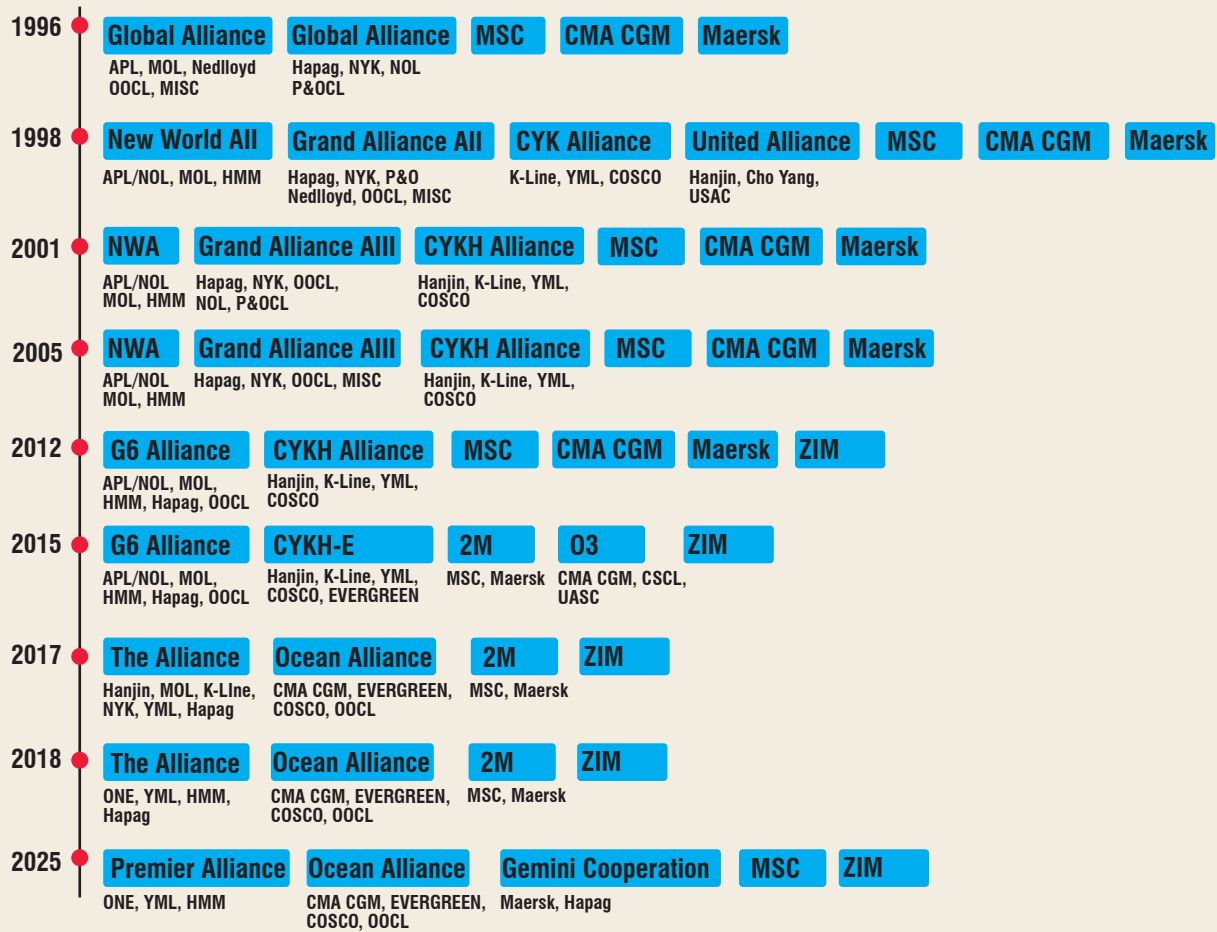 1996
Global Alliance
Global Alliance
MSC
CMA CGM
Maersk
APL, MOL, Nedlloyd
OOCL, MISC
Hapag, NYK, NOL
P&OCL
1998
New World All
Grand Alliance All
CYK Alliance
United Alliance
MSC
CMA CGM
Maersk
APL/NOL, MOL, HMM
Hapag, NYK, P&O
Nedlloyd, OOCL, MISC
K-Line, YML, COSCO
Hanjin, Cho Yang,
USAC
2001
NWA
Grand Alliance AIII
CYKH Alliance
MSC
CMA CGM
Maersk
APL/NOL
MOL, HMM
Hapag, NYK, OOCL,
NOL, P&OCL
Hanjin, K-Line, YML,
COSCO
2005
NWA
Grand Alliance AIII
CYKH Alliance
MSC
CMA CGM
Maersk
APL/NOL
MOL, HMM
Hapag, NYK, OOCL, MISC
Hanjin, K-Line, YML,
COSCO
2012
G6 Alliance
CYKH Alliance
MSC
CMA CGM
Maersk
ZIM
APL/NOL, MOL,
HMM, Hapag, OOCL
Hanjin, K-Line, YML,
COSCO
2015
G6 Alliance
CYKH-E
2M
O3
ZIM
APL/NOL, MOL,
HMM, Hapag, OOCL
Hanjin, K-Line, YML,
COSCO, EVERGREEN
MSC, Maersk
CMA CGM, CSCL,
UASC
2017
The Alliance
Ocean Alliance
2M
ZIM
Hanjin, MOL, K-LIne,
NYK, YML, Hapag
CMA CGM, EVERGREEN,
COSCO, OOCL
MSC, Maersk
2018
The Alliance
Ocean Alliance
2M
ZIM
ONE, YML, HMM,
Hapag
CMA CGM, EVERGREEN,
COSCO, OOCL
MSC, Maersk
2025
Premier Alliance
Ocean Alliance
Gemini Cooperation
MSC
ZIM
ONE, YML, HMM
CMA CGM, EVERGREEN,
COSCO, OOCL
Maersk, Hapag